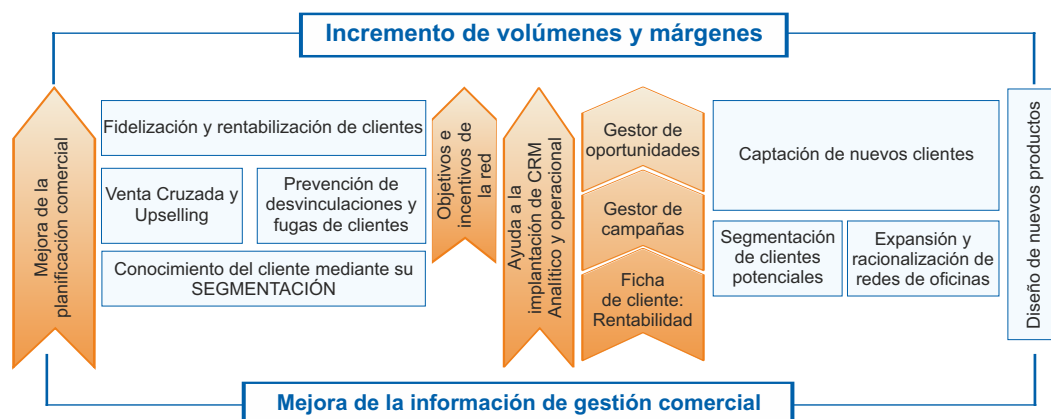 Incremento de volúmenes y márgenes
Mejora de la
planificación comercial
Fidelización y rentabilización de clientes
Venta Cruzada y
Upselling
Prevención de
desvinculaciones y
fugas de clientes
Conocimiento del cliente mediante su
SEGMENTACIÓN
Objetivos e
incentivos de
la red
Ayuda a la
implantación de CRM
Analítico y operacional
Gestor de
oportunidades
Gestor de
campañas
Ficha
de cliente:
Rentabilidad
Captación de nuevos clientes
Segmentación
de clientes
potenciales
Expansión y
racionalización de
redes de oficinas
Diseño de nuevos productos
Mejora de la información de gestión comercial